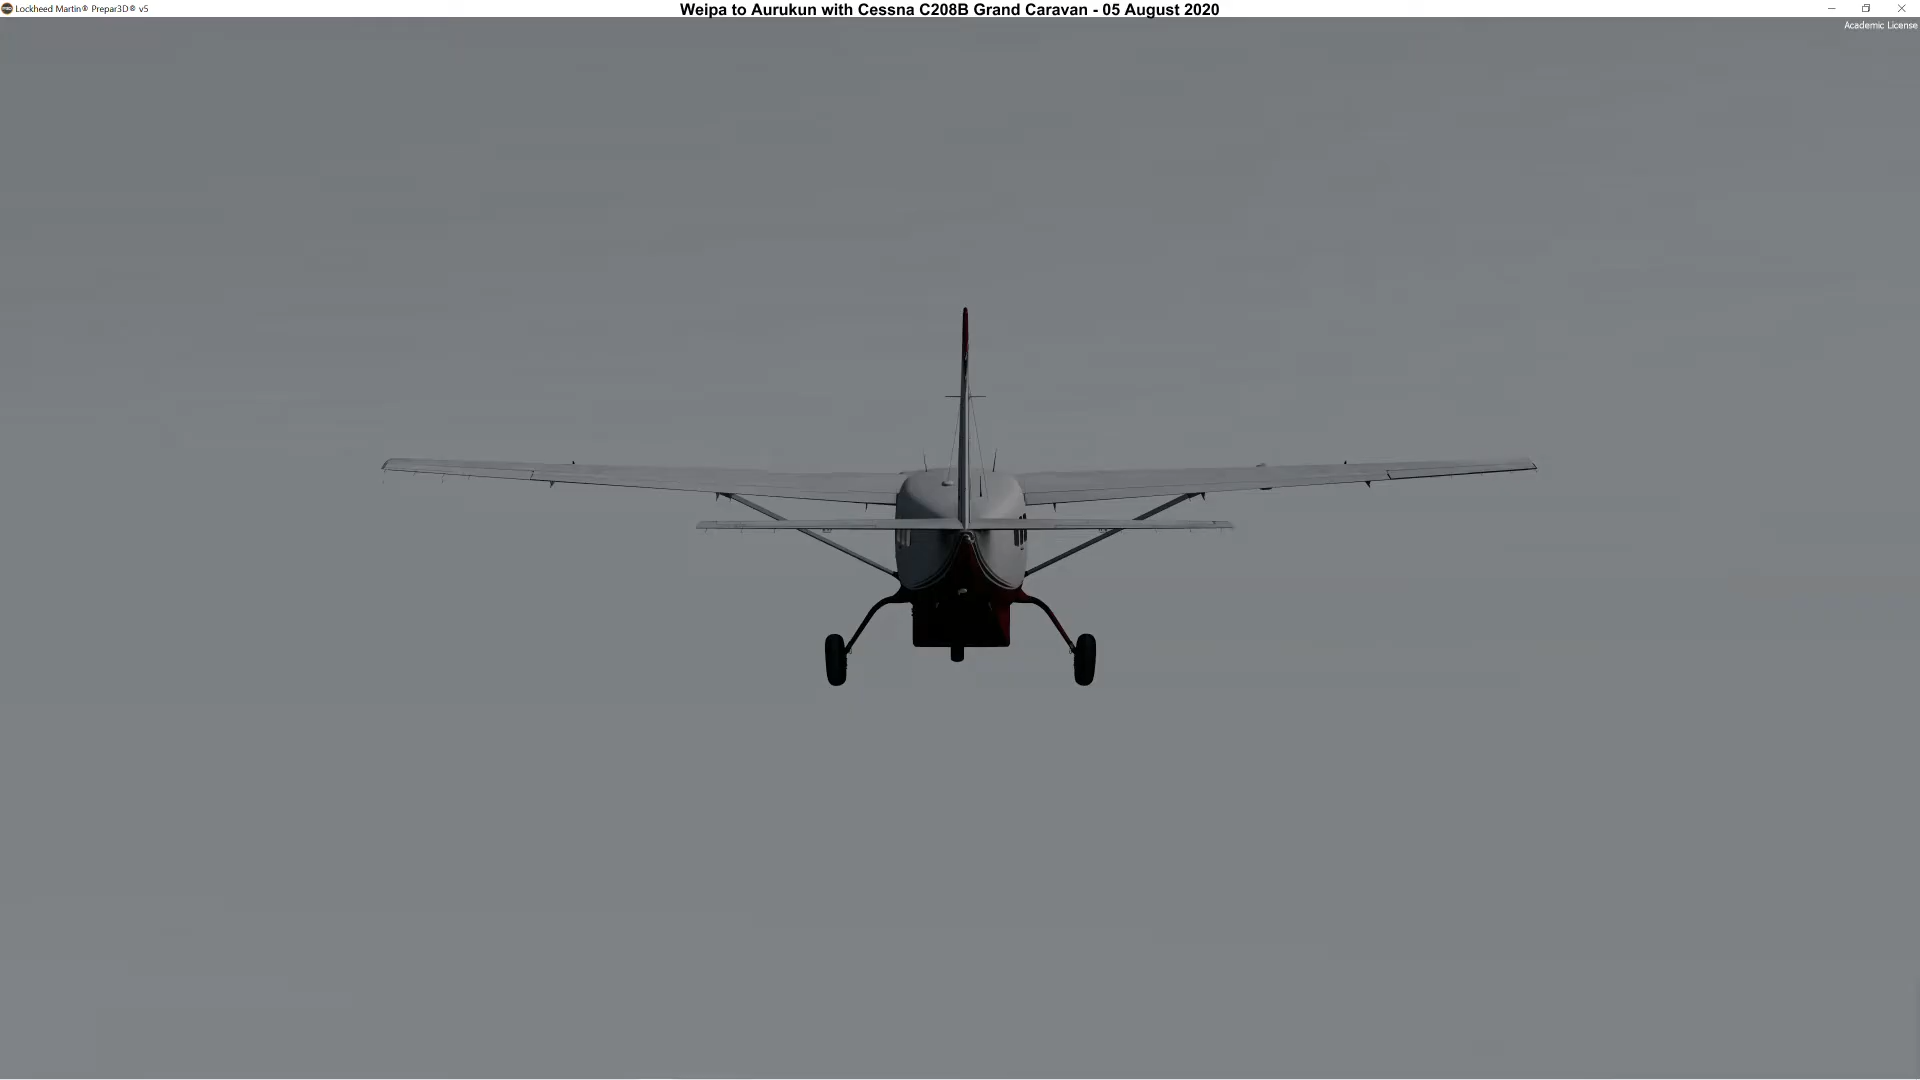 Lockheed Martin® Prepar3D® v5
Weipa to Aurukun with Cessna C208B Grand Caravan - 05 August 2020
Academic License